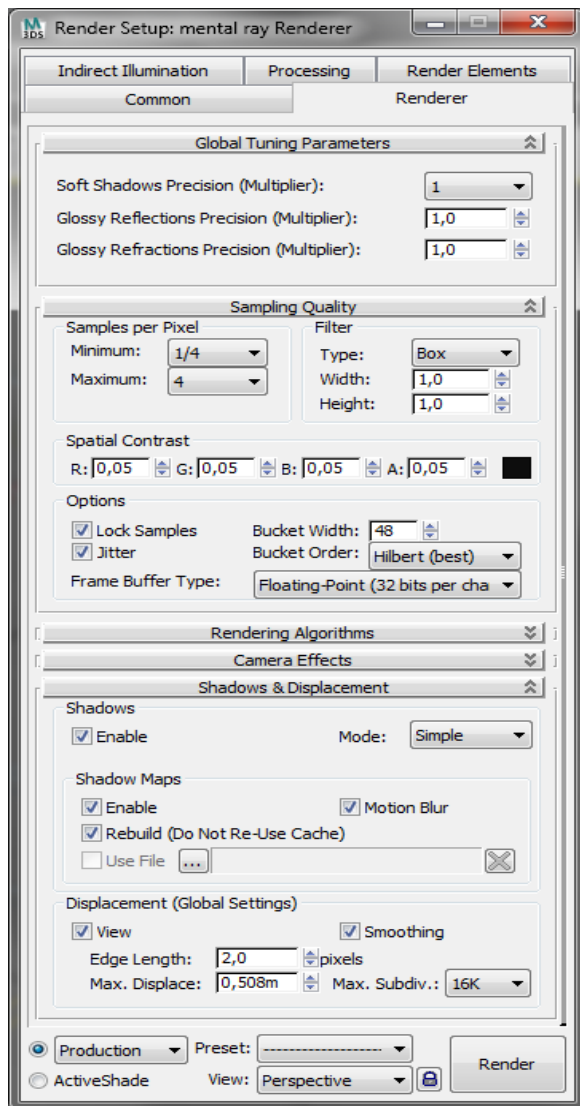 M 3DS Render Setup: mental ray Renderer
Indirect Illumination Processing Render Elements
Common Renderer
Global Tuning Parameters
Soft Shadows Precision (Multiplier): 1
Glossy Reflections Precision (Multiplier): 1,0
Glossy Refractions Precision (Multiplier): 1,0
Sampling Quality
Samples per Pixel Filter
Minimum: 1/4 Type: Box
Maximum: 4 Width: 1,0
Height: 1,0
Spatial Contrast
R: 0,05 G: 0,05 B: 0,05 A: 0,05
Options
Lock Samples Bucket Width: 48
Jitter Bucket Order: Hilbert (best)
Frame Buffer Type: Floating-Point (32 bits per cha
Rendering Algorithms
Camera Effects
Shadows & Displacement
Shadows
Enable Mode: Simple
Shadow Maps
Enable Motion Blur
Rebuild (Do Not Re-Use Cache)
Use File ...
Displacement (Global Settings)
View Smoothing
Edge Length: 2,0 pixels
Max. Displace: 0,508m Max. Subdiv.: 16K
Production Preset: --------------------
Render
ActiveShade View: Perspective